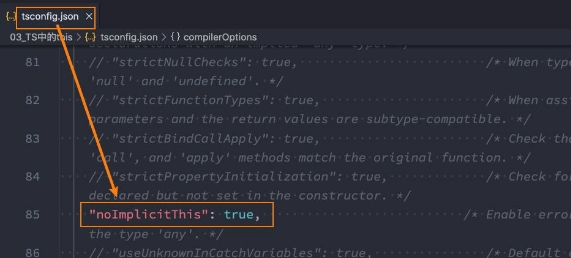 tsconfig.json ×
03_TS中的this > tsconfig.json > {} compilerOptions
81 // "strictNullChecks": true, /* When type
'null' and 'undefined'. */
82 // "strictFunctionTypes": true, /* When ass
parameters and the return values are subtype-compatible. */
83 // "strictBindCallApply": true, /* Check tha
'call', and 'apply' methods match the original function. */
84 // "strictPropertyInitialization": true, /* Check for
declared but not set in the constructor. */
85 "noImplicitThis": true, /* Enable error
the type 'any'. */
86 // "useUnknownInCatchVariables": true, /* Default c